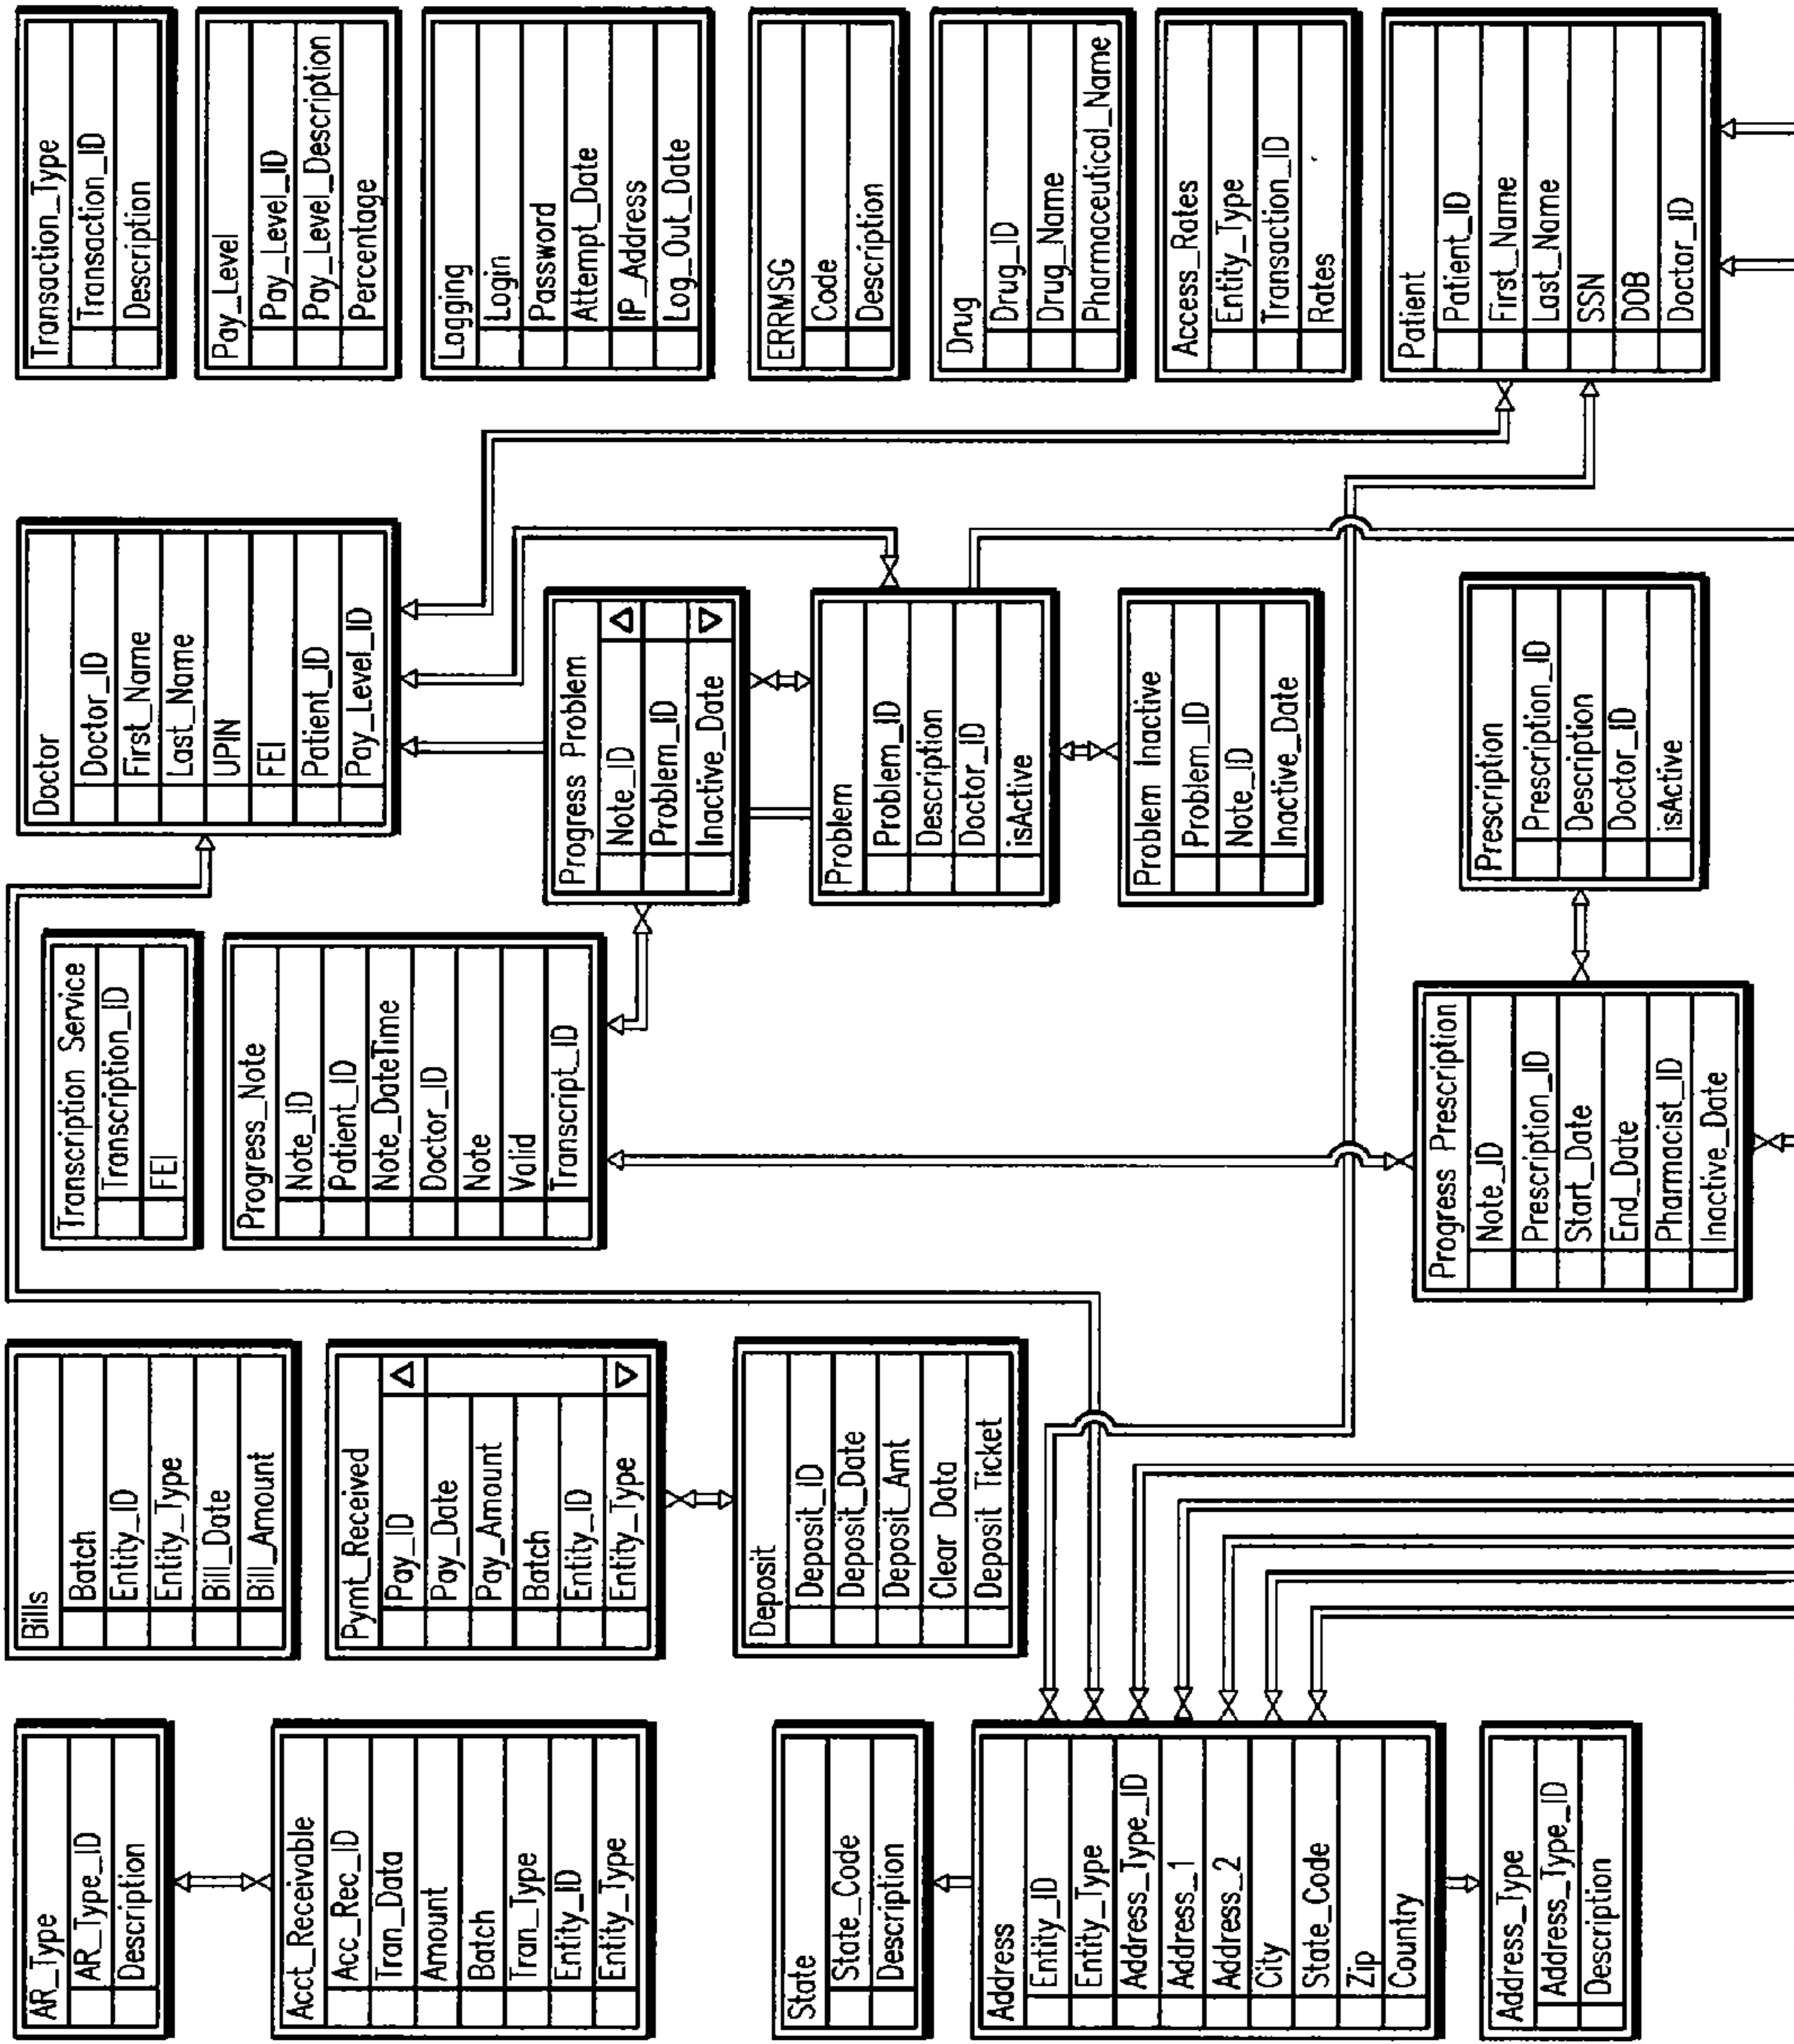 AR_Type
AR_Type_ID
Description
Acct_Receivable
Acc_Rec_ID
Tran_Data
Amount
Batch
Tran_Type
Entity_ID
Entity_Type
State
State_Code
Description
Address
Entity_ID
Entity_Type
Address_Type_ID
Address_1
Address_2
City
State_Code
Zip
Country
Address_Type
Address_Type_ID
Description
Bills
Batch
Entity_ID
Entity_Type
Bill_Date
Bill_Amount
Pymt_Received
Pay_ID
Pay_Date
Pay_Amount
Batch
Entity_ID
Entity_Type
Deposit
Deposit_ID
Deposit_Date
Deposit_Amt
Clear Data
Deposit Ticket
Transcription Service
Transcription_ID
FEI
Progress_Note
Note_ID
Patient_ID
Note_DateTime
Doctor_ID
Note
Valid
Transcript_ID
Progress Prescription
Note_ID
Prescription_ID
Start_Date
End_Date
Pharmacist_ID
Inactive_Date
Doctor
Doctor_ID
First_Name
Last_Name
UPIN
FEI
Patient_ID
Pay_Level_ID
Progress Problem
Note_ID
Problem_ID
Inactive_Date
Problem
Problem_ID
Description
Doctor_ID
isActive
Problem Inactive
Problem_ID
Note_ID
Inactive_Date
Prescription
Prescription_ID
Description
Doctor_ID
isActive
Transaction_Type
Transaction_ID
Description
Pay_Level
Pay_Level_ID
Pay_Level_Description
Percentage
Logging
Login
Password
Attempt_Date
IP_Address
Log_Out_Date
ERRMSG
Code
Description
Drug
Drug_ID
Drug_Name
Pharmaceutical_Name
Access_Rates
Entity_Type
Transaction_ID
Rates
Patient
Patient_ID
First_Name
Last_Name
SSN
DOB
Doctor_ID